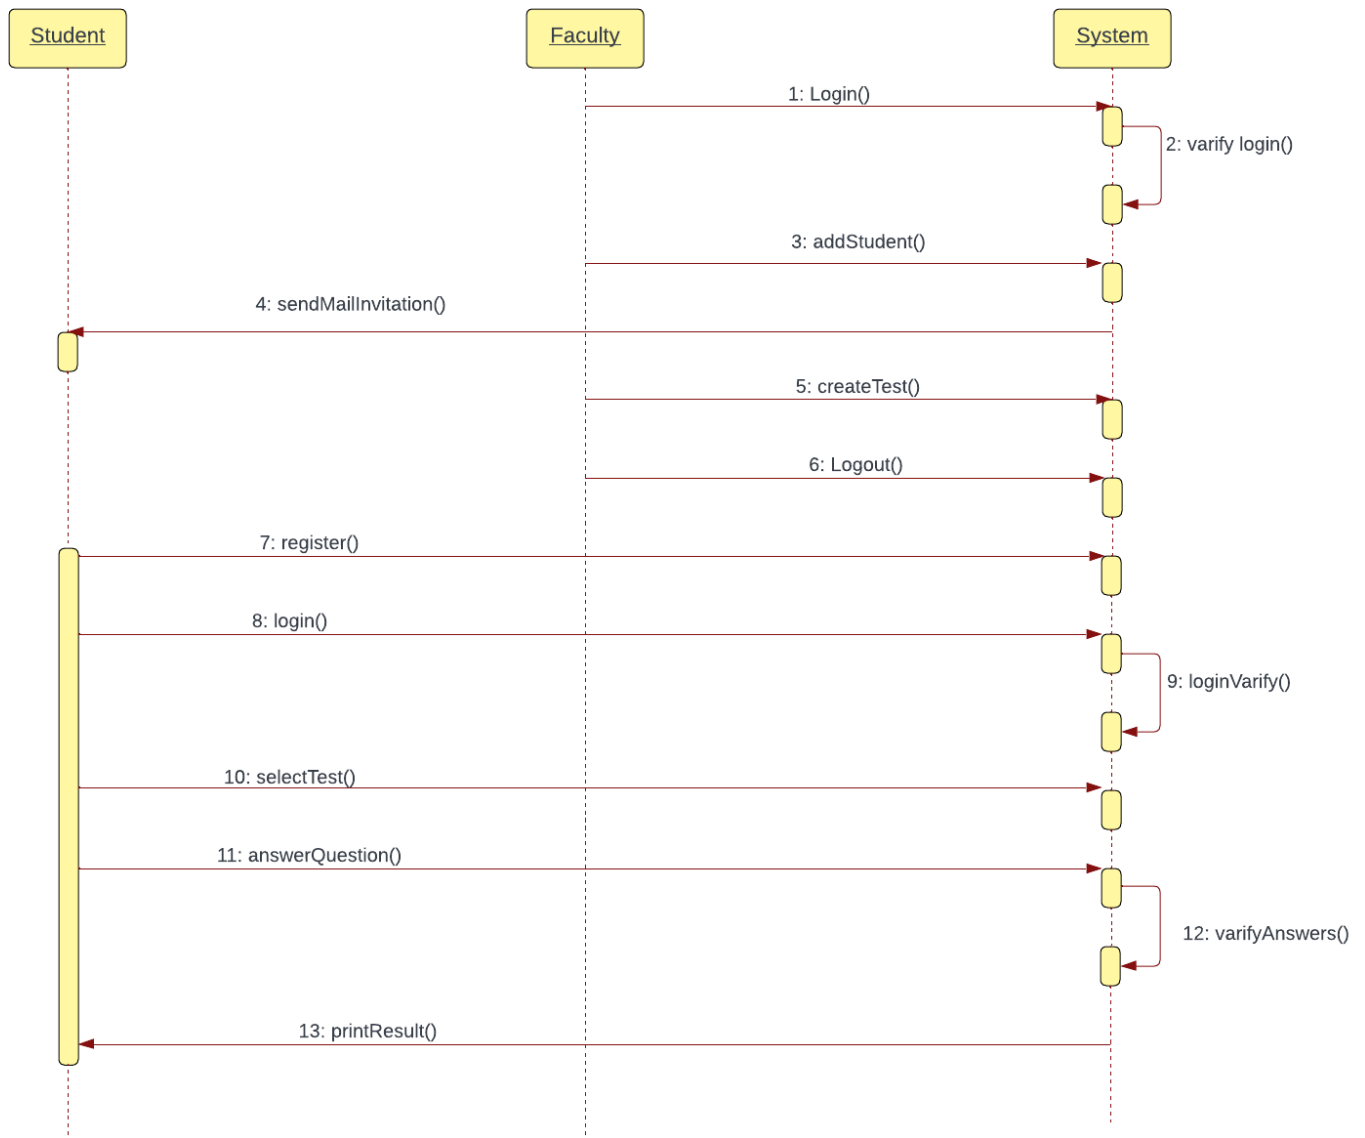 Student
Faculty
System
1: Login()
2: varify login()
3: addStudent()
4: sendMailInvitation()
5: createTest()
6: Logout()
7: register()
8: login()
9: loginVarify()
10: selectTest()
11: answerQuestion()
12: varifyAnswers()
13: printResult()